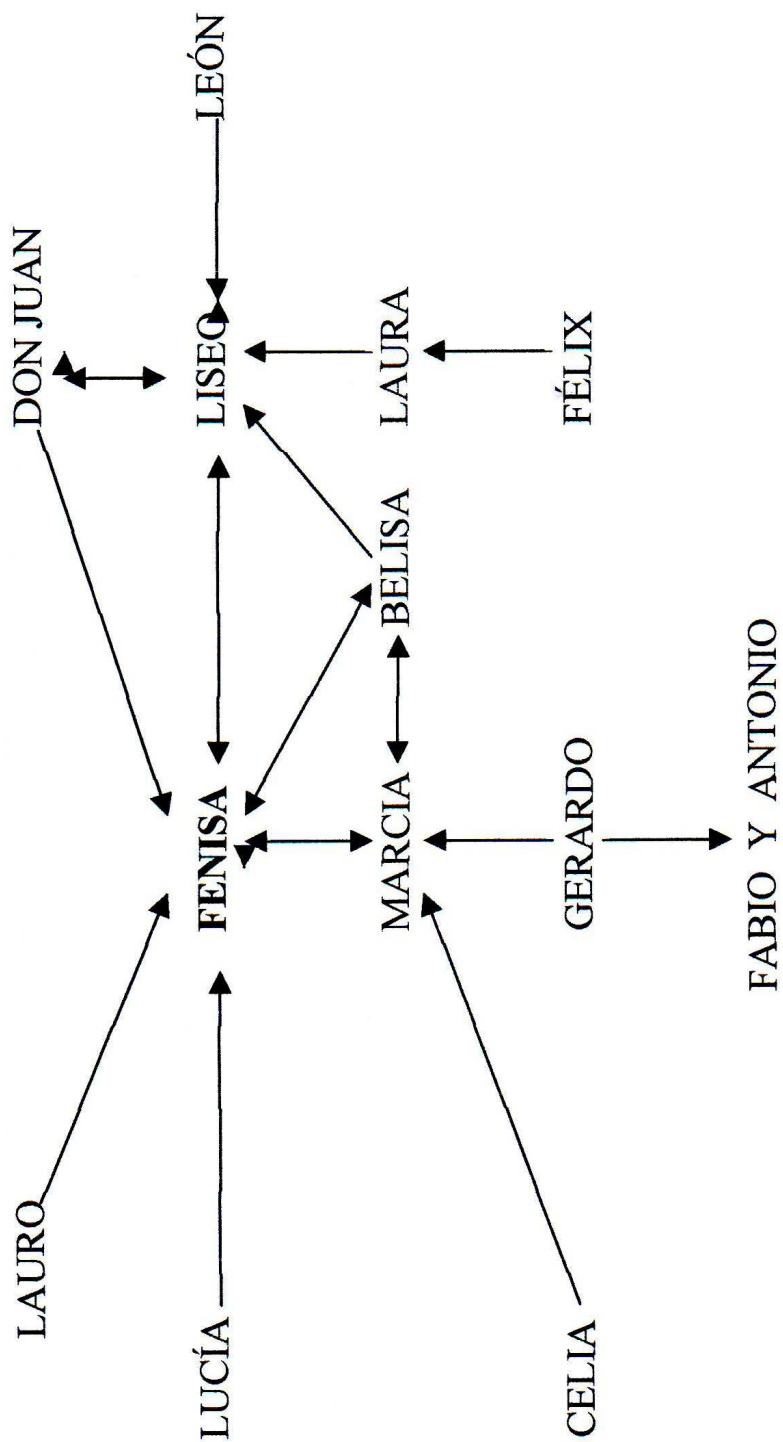 LAURO
DON JUAN
LUCÍA
FENISA
LISEO
LEÓN
MARCIA
BELISA
LAURA
CELIA
GERARDO
FÉLIX
FABIO Y ANTONIO